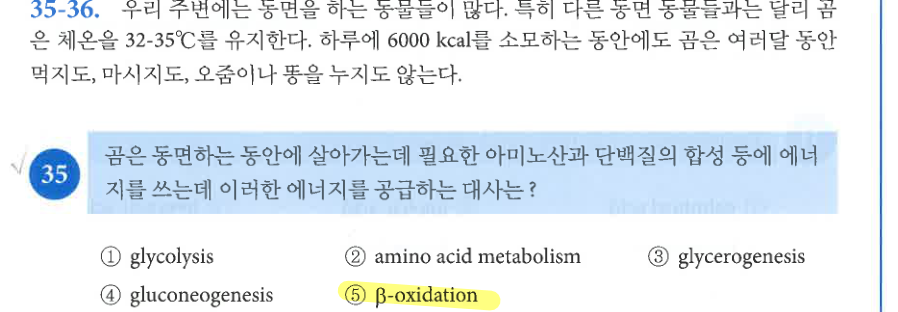 35-36. 우리 주변에는 동면을 하는 동물들이 많다. 특히 다른 동면 동물들과는 달리 곰
은 체온을 32-35℃를 유지한다. 하루에 6000 kcal를 소모하는 동안에도 곰은 여러달 동안
먹지도, 마시지도, 오줌이나 똥을 누지도 않는다.
35 곰은 동면하는 동안에 살아가는데 필요한 아미노산과 단백질의 합성 등에 에너
지를 쓰는데 이러한 에너지를 공급하는 대사는?
① glycolysis ② amino acid metabolism ③ glycerogenesis
④ gluconeogenesis ⑤ β-oxidation